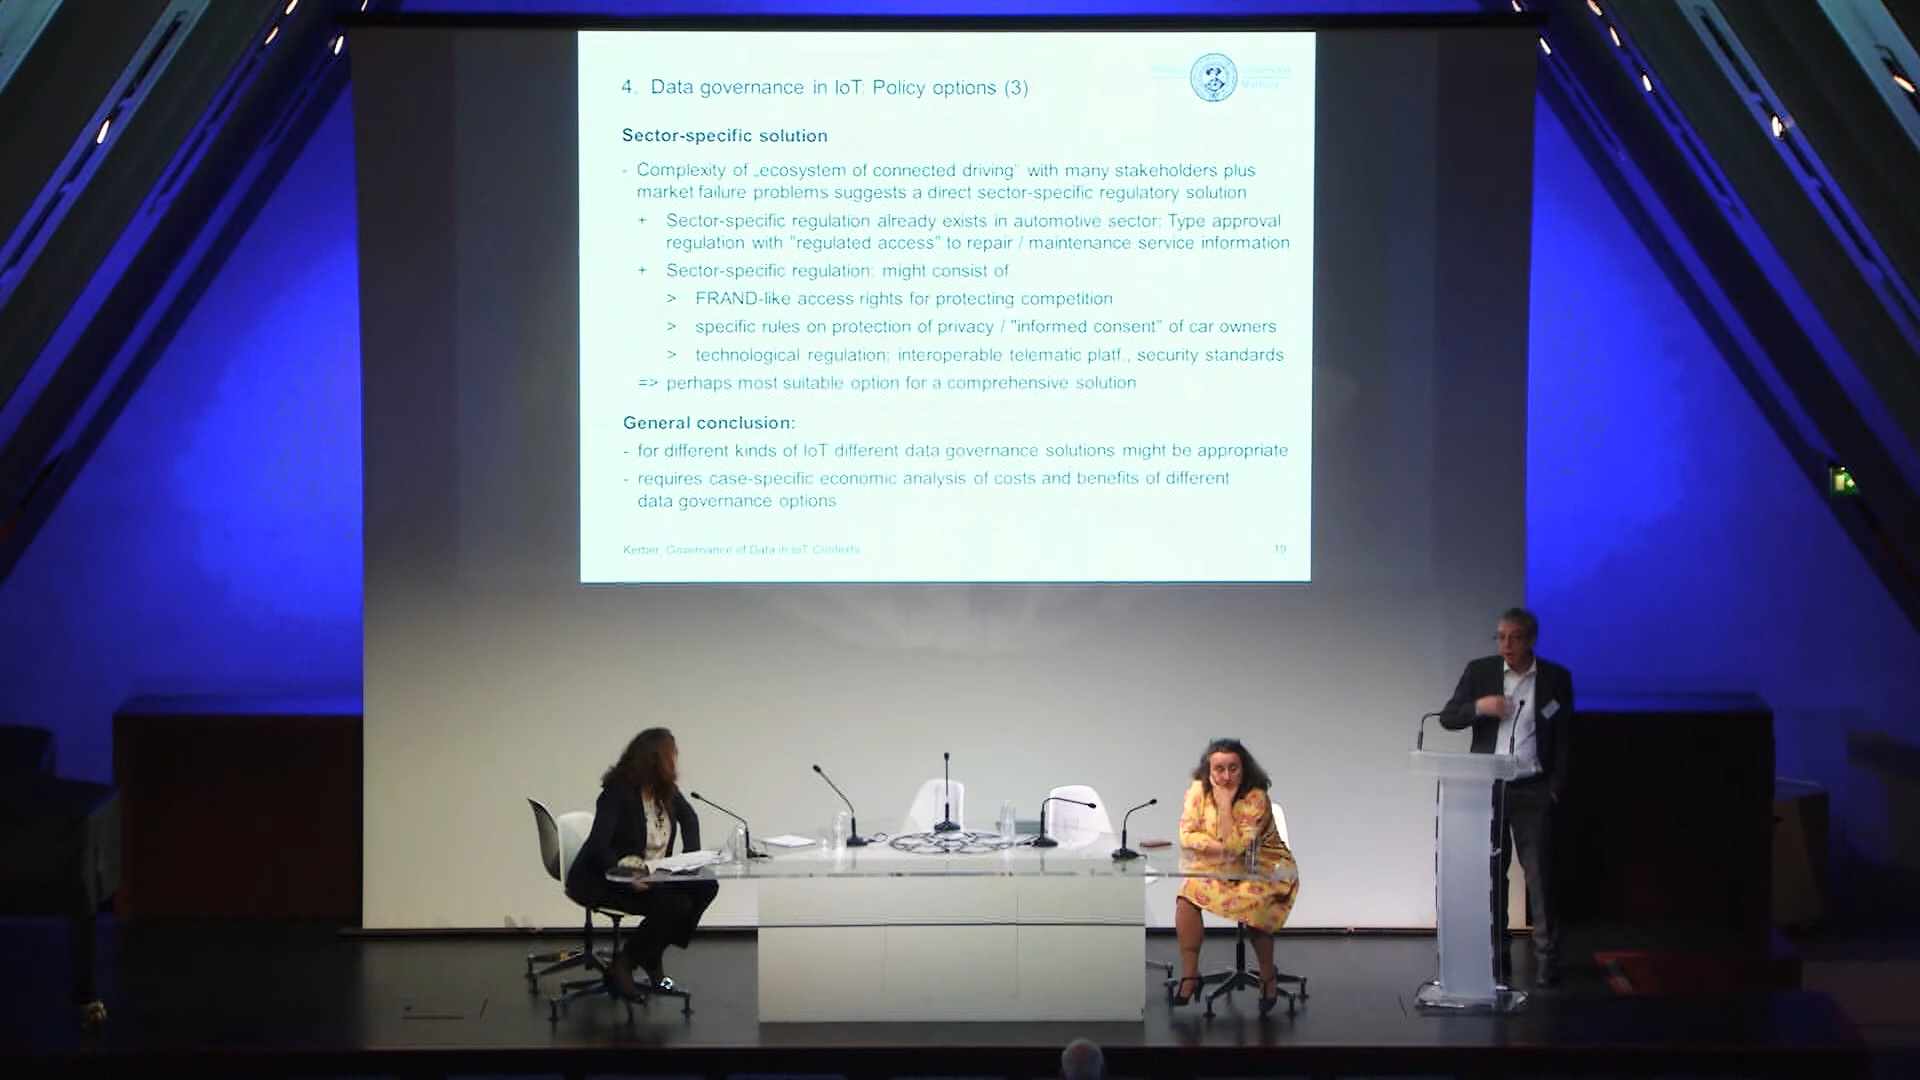 4. Data governance in IoT: Policy options (3)
Marburg
Sector-specific solution
- Complexity of „ecosystem of connected driving“ with many stakeholders plus
market failure problems suggests a direct sector-specific regulatory solution
+ Sector-specific regulation already exists in automotive sector: Type approval
regulation with "regulated access" to repair / maintenance service information
+ Sector-specific regulation: might consist of
> FRAND-like access rights for protecting competition
> specific rules on protection of privacy / "informed consent" of car owners
> technological regulation: interoperable telematic platf., security standards
=> perhaps most suitable option for a comprehensive solution
General conclusion:
- for different kinds of IoT different data governance solutions might be appropriate
- requires case-specific economic analysis of costs and benefits of different
data governance options
Kerber, Governance of Data in IoT Contexts
19